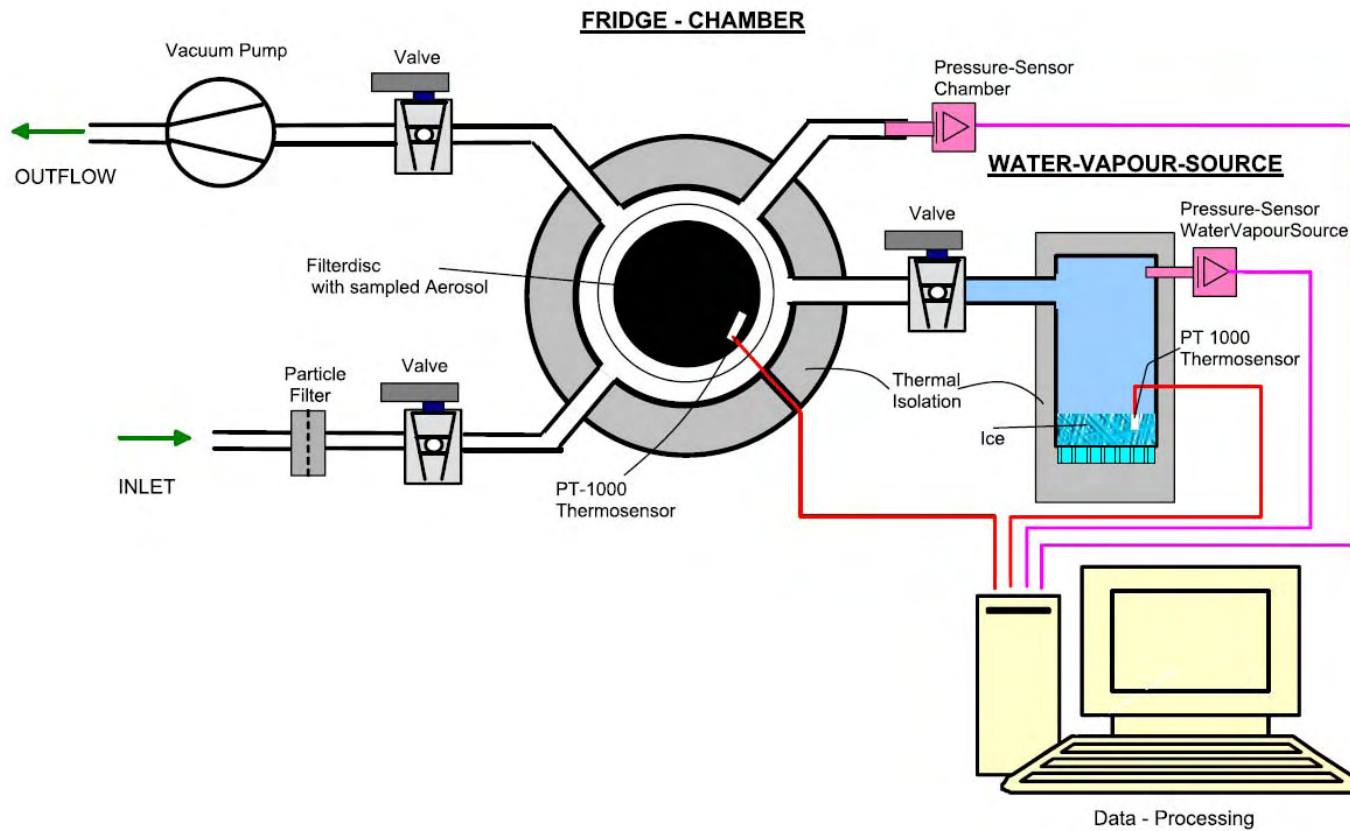 FRIDGE - CHAMBER
Vacuum Pump
Valve
Pressure-Sensor
Chamber
OUTFLOW
WATER-VAPOUR-SOURCE
Valve
Pressure-Sensor
WaterVapourSource
Filterdisc
with sampled Aerosol
PT 1000
Thermosensor
Particle
Filter
Valve
Thermal
Isolation
Ice
INLET
PT-1000
Thermosensor
Data - Processing